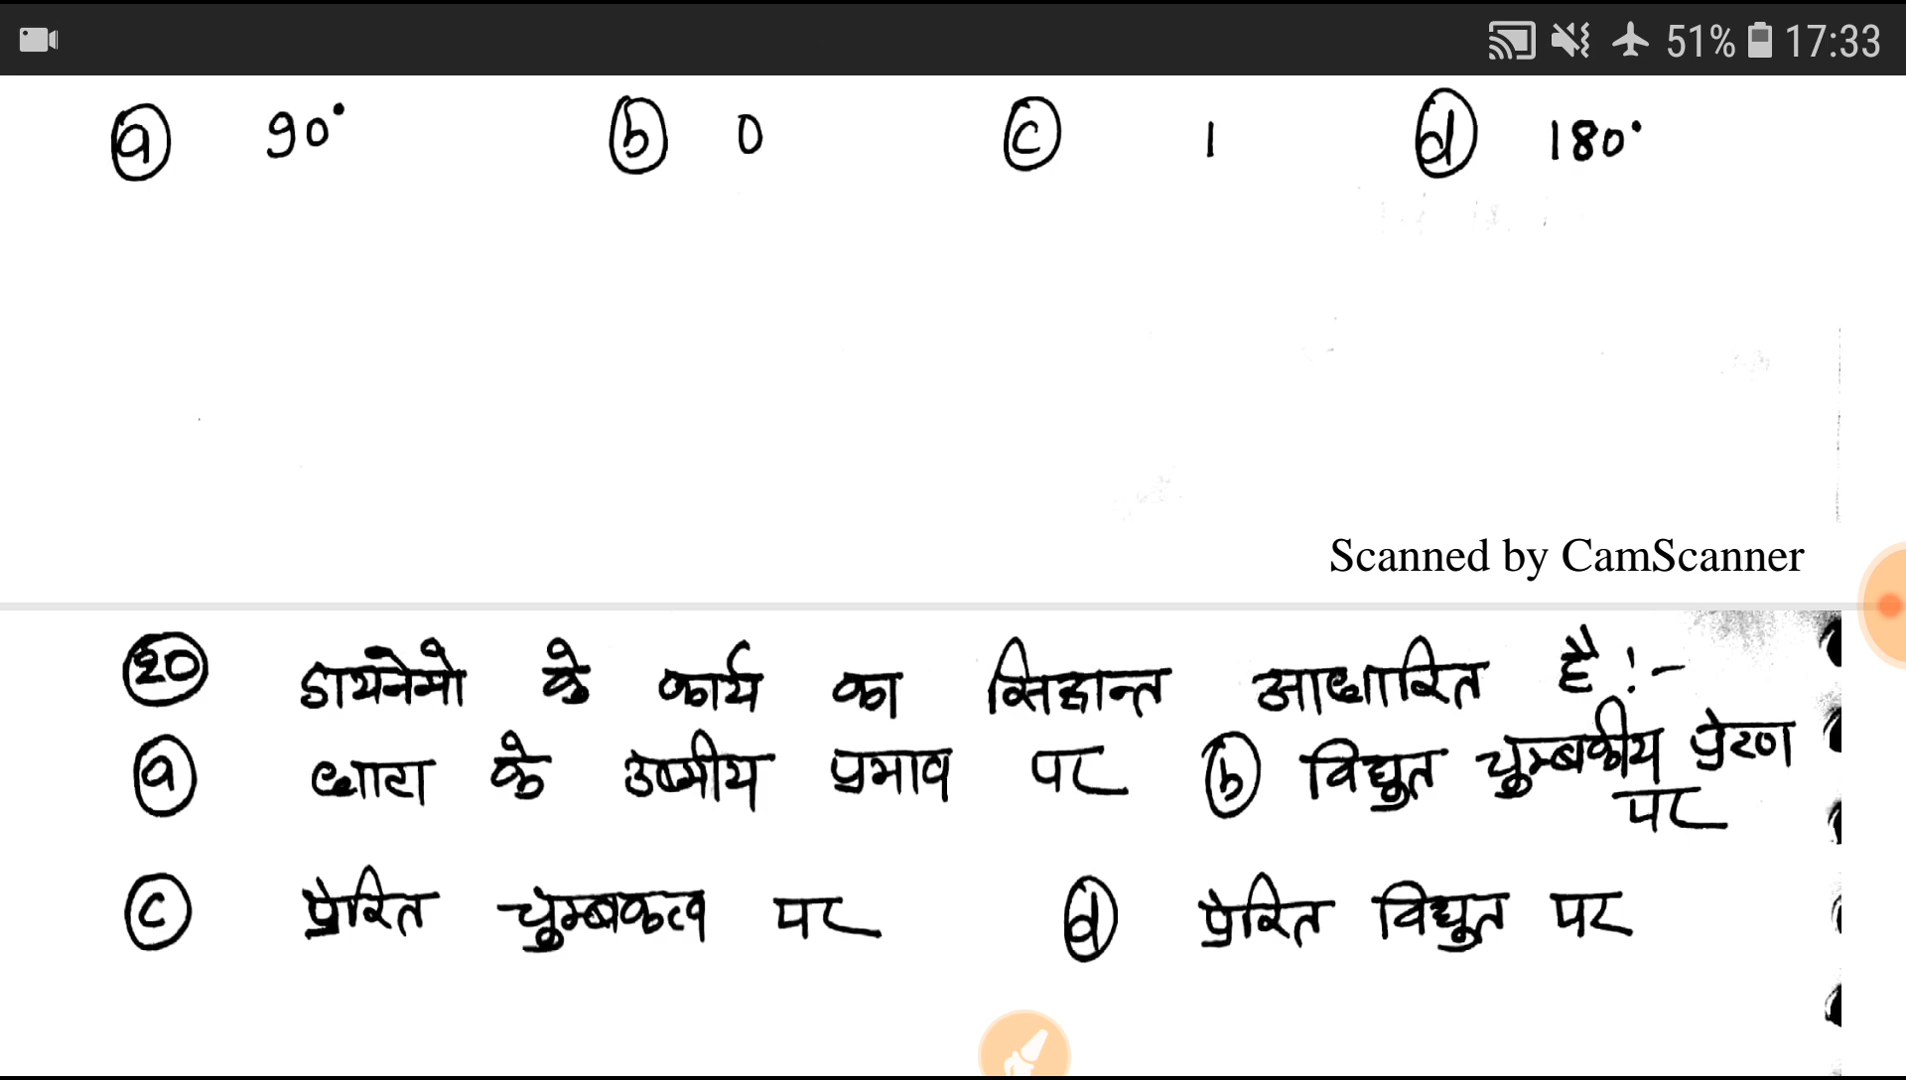 51% 17:33
(a) 90° (b) 0 (c) 1 (d) 180°
Scanned by CamScanner
(20) डायनेमो के कार्य का सिद्धान्त आधारित है :-
(a) धारा के उष्मीय प्रभाव पर (b) विद्युत चुम्बकीय प्रेरण
पर
(c) प्रेरित चुम्बकत्व पर (d) प्रेरित विद्युत पर